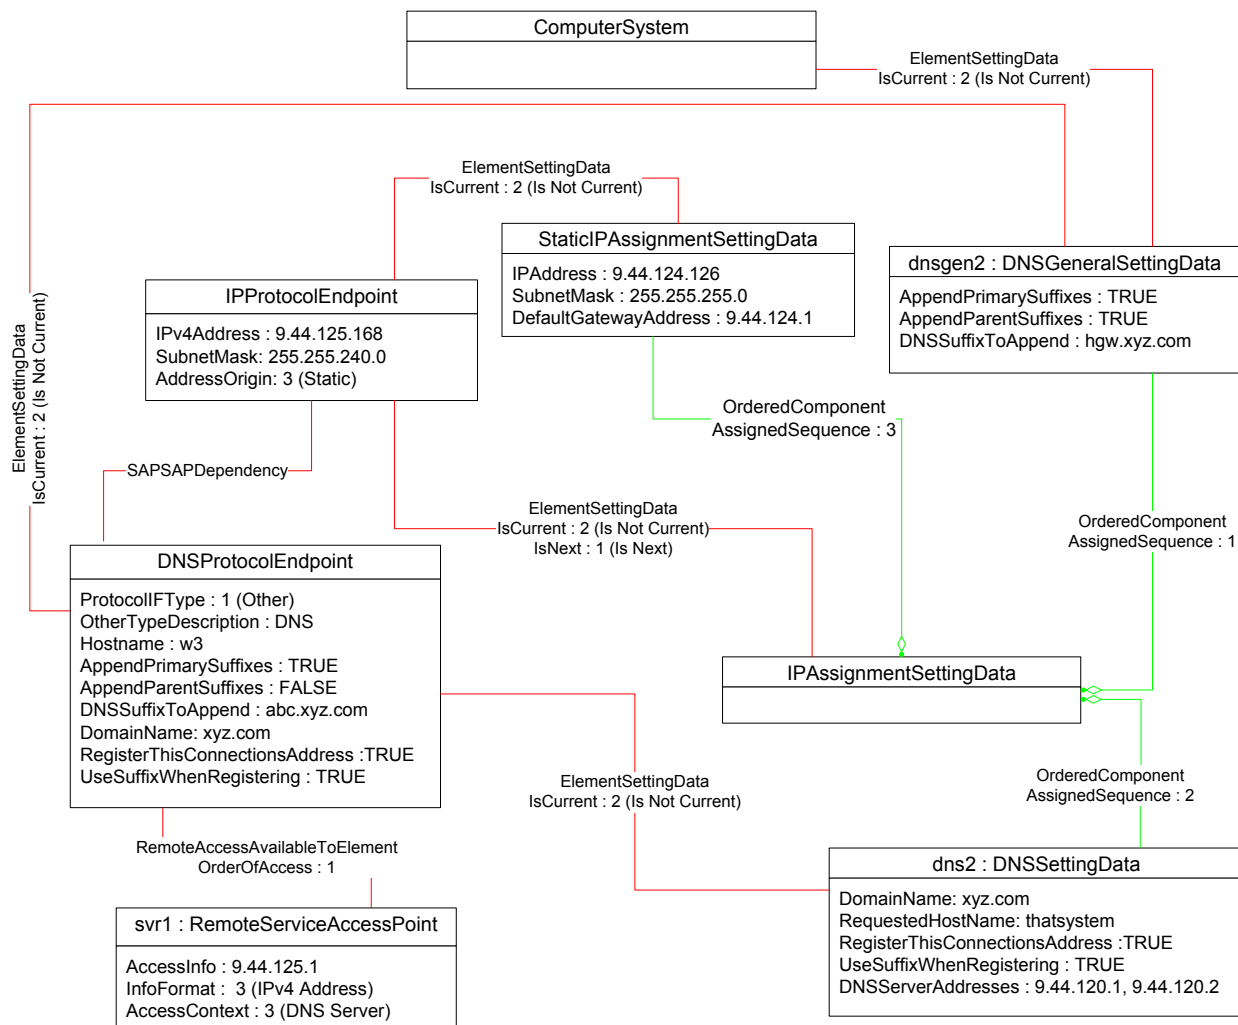 ComputerSystem
ElementSettingData
IsCurrent : 2 (Is Not Current)
ElementSettingData
IsCurrent : 2 (Is Not Current)
StaticIPAssignmentSettingData
IPAddress : 9.44.124.126
SubnetMask : 255.255.255.0
DefaultGatewayAddress : 9.44.124.1
dnsgen2 : DNSGeneralSettingData
AppendPrimarySuffixes : TRUE
AppendParentSuffixes : TRUE
DNSSuffixToAppend : hgw.xyz.com
IPProtocolEndpoint
IPv4Address : 9.44.125.168
SubnetMask: 255.255.240.0
AddressOrigin: 3 (Static)
ElementSettingData
IsCurrent : 2 (Is Not Current)
OrderedComponent
AssignedSequence : 3
SAPSAPDependency
ElementSettingData
IsCurrent : 2 (Is Not Current)
IsNext : 1 (Is Next)
OrderedComponent
AssignedSequence : 1
DNSProtocolEndpoint
ProtocolIFType : 1 (Other)
OtherTypeDescription : DNS
Hostname : w3
AppendPrimarySuffixes : TRUE
AppendParentSuffixes : FALSE
DNSSuffixToAppend : abc.xyz.com
DomainName: xyz.com
RegisterThisConnectionsAddress :TRUE
UseSuffixWhenRegistering : TRUE
IPAssignmentSettingData
ElementSettingData
IsCurrent : 2 (Is Not Current)
OrderedComponent
AssignedSequence : 2
RemoteAccessAvailableToElement
OrderOfAccess : 1
dns2 : DNSSettingData
DomainName: xyz.com
RequestedHostName: thatsystem
RegisterThisConnectionsAddress :TRUE
UseSuffixWhenRegistering : TRUE
DNSServerAddresses : 9.44.120.1, 9.44.120.2
svr1 : RemoteServiceAccessPoint
AccessInfo : 9.44.125.1
InfoFormat :  3 (IPv4 Address)
AccessContext : 3 (DNS Server)